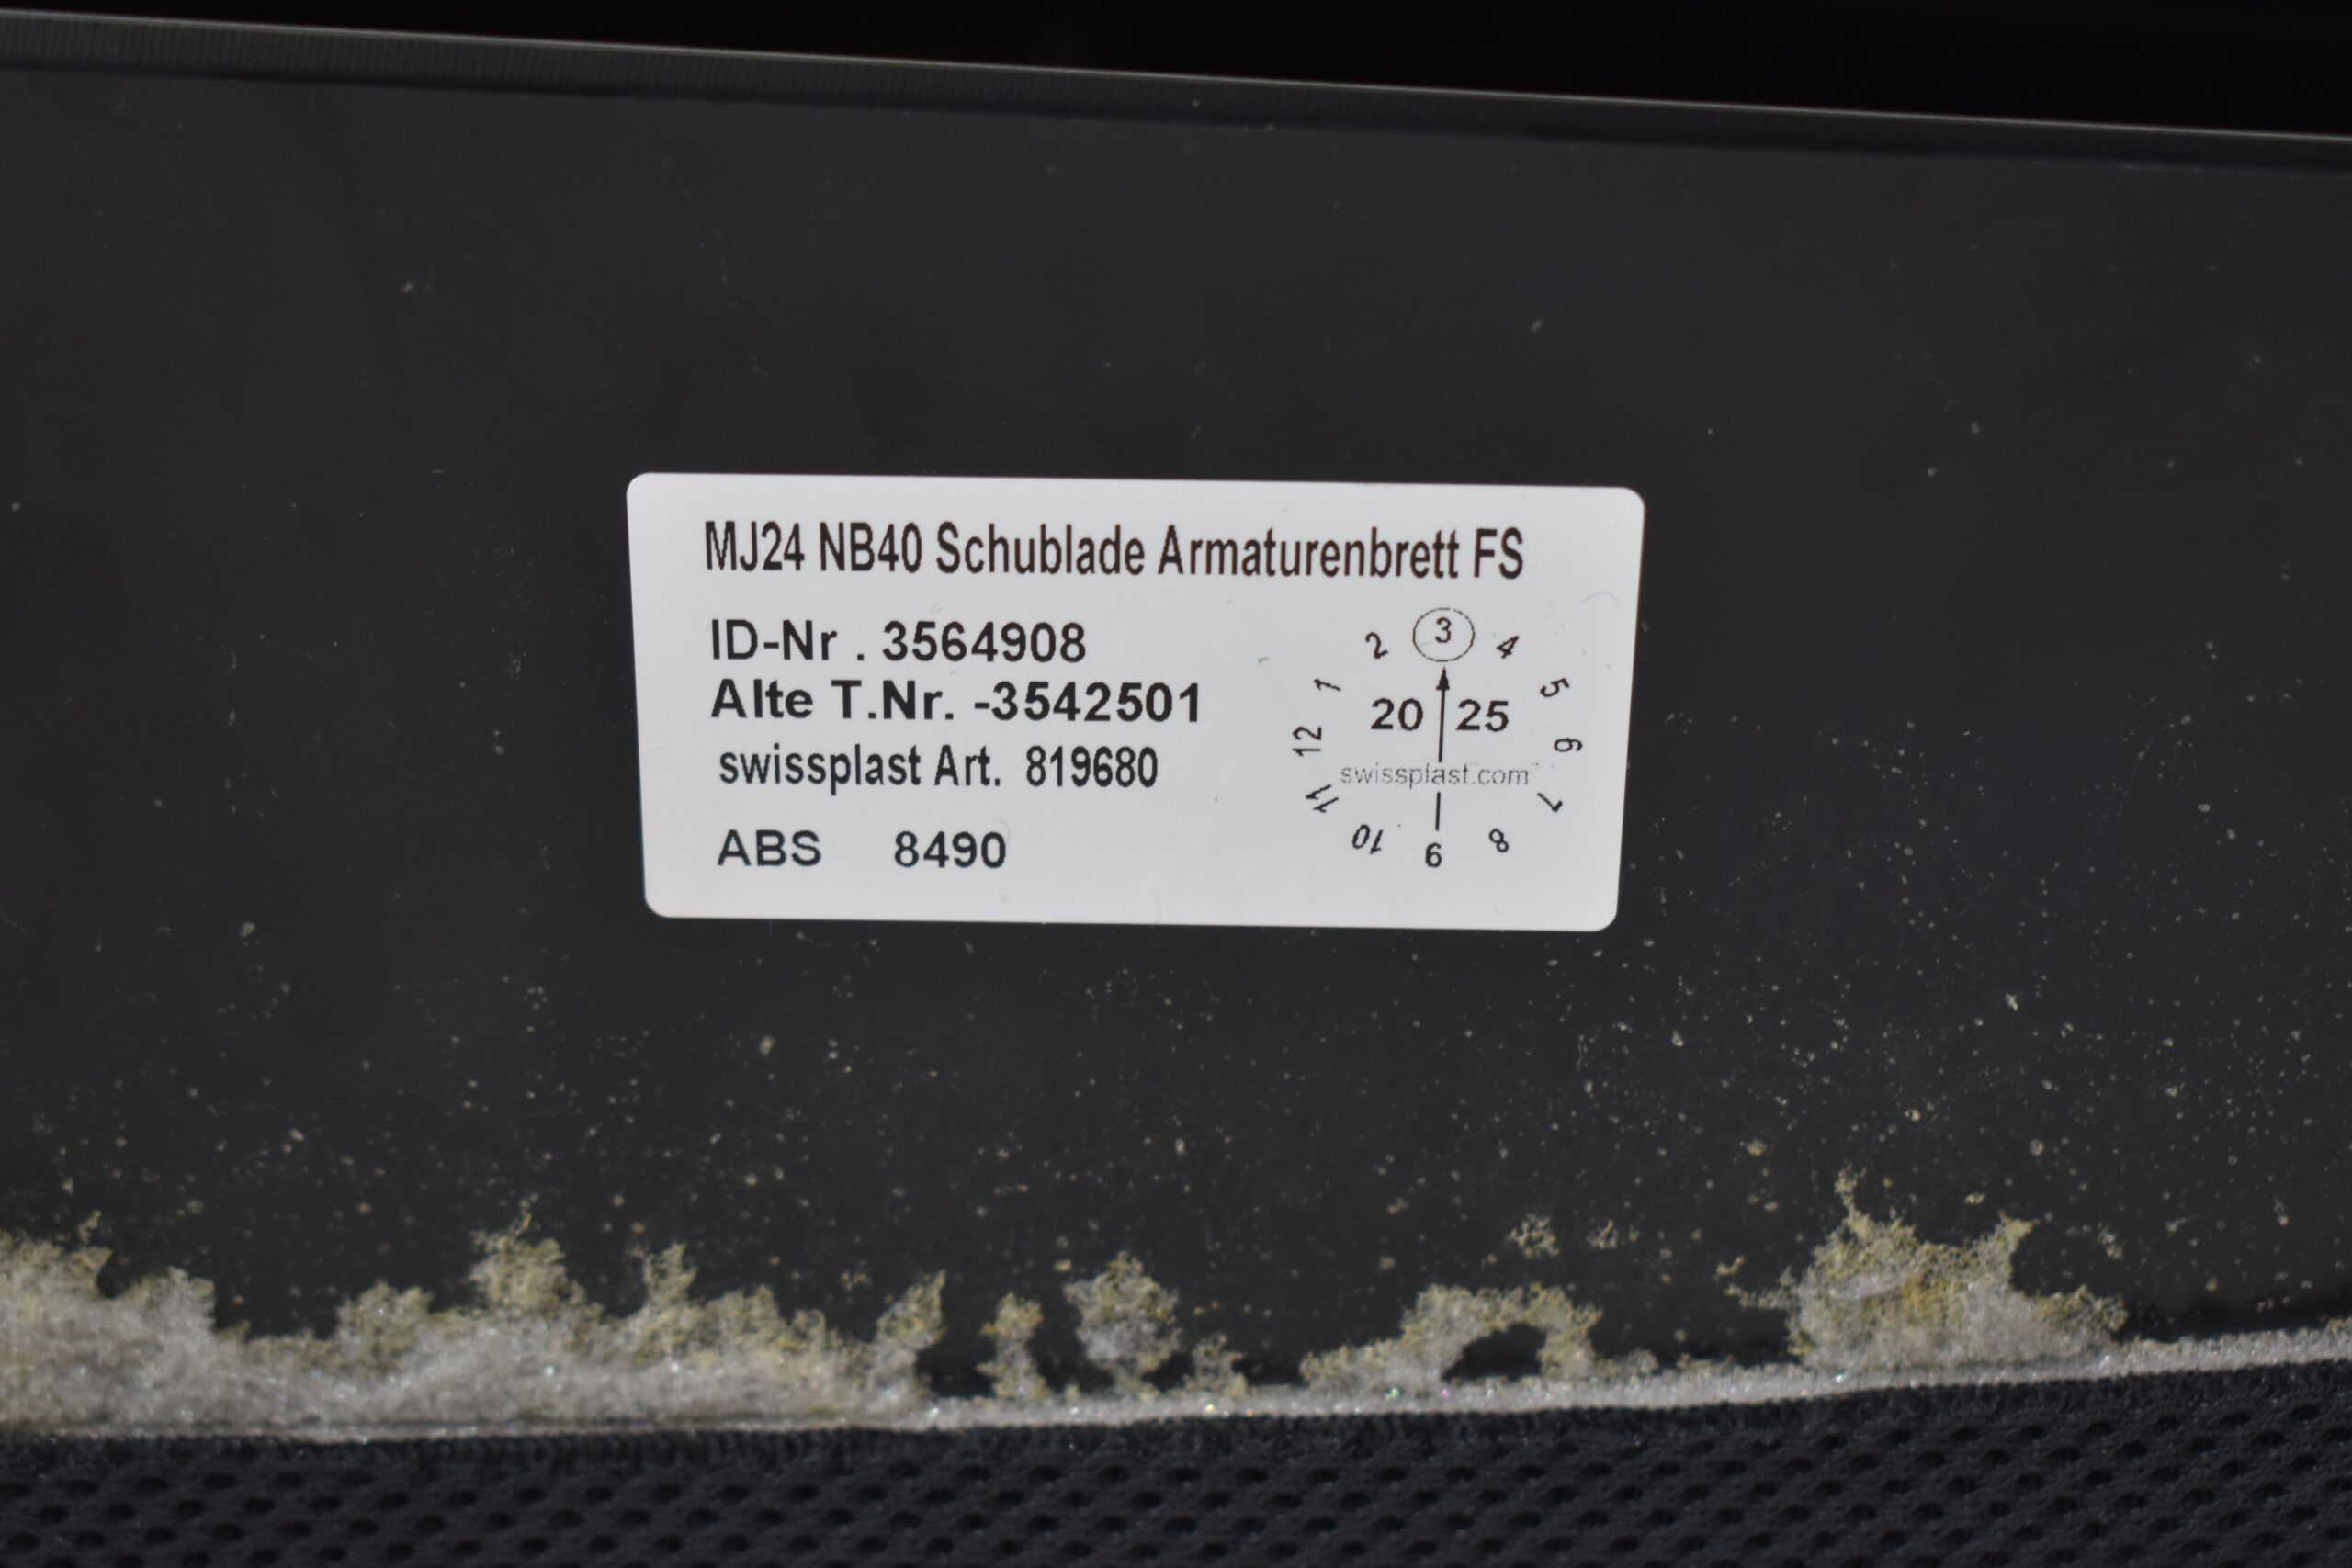 MJ24 NB40 Schublade Armaturenbrett FS
ID-Nr . 3564908
Alte T.Nr. -3542501
swissplast Art. 819680
ABS 8490
20 25
swissplast.com
1 2 3 4 5 6 7 8 9 10 11 12